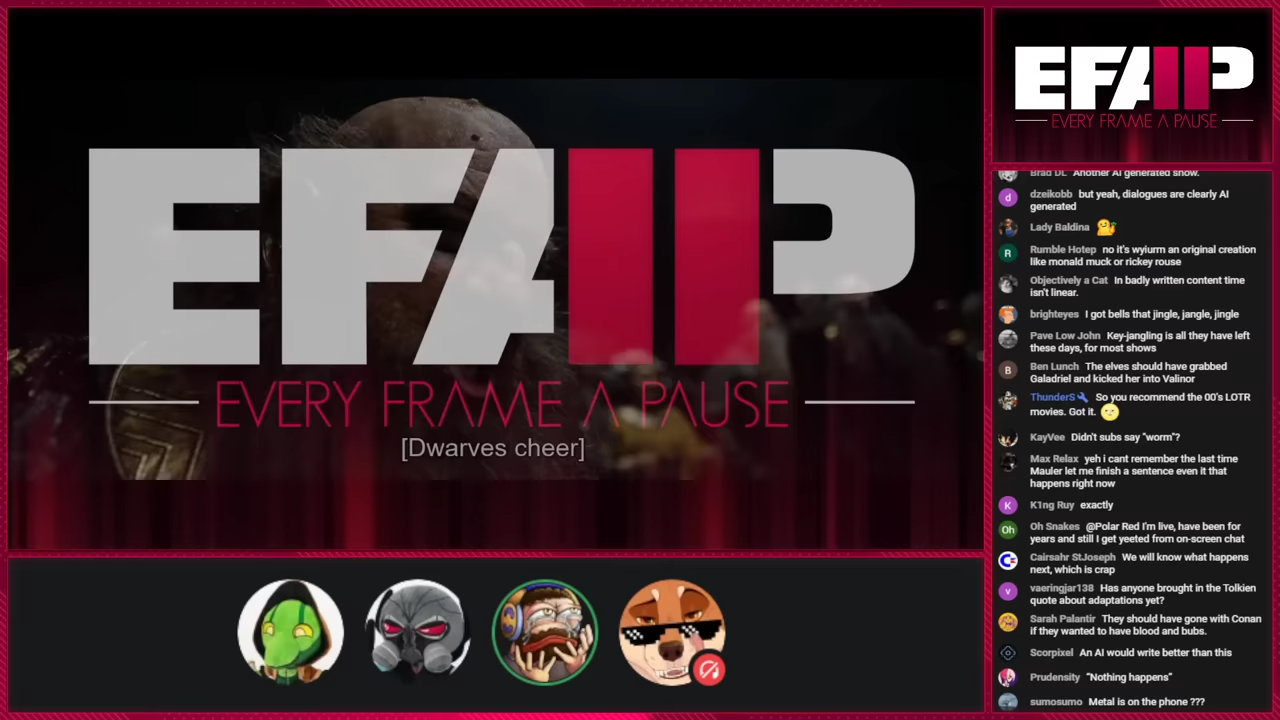 EFAP
EVERY FRAME A PAUSE
[Dwarves cheer]
EFAP
EVERY FRAME A PAUSE
Brad DL Another AI generated show.
d
dzeikobb but yeah, dialogues are clearly AI
generated
Lady Baldina
R
Rumble Hotep no it's wyiurm an original creation
like monald muck or rickey rouse
Objectively a Cat In badly written content time
isn't linear.
brighteyes I got bells that jingle, jangle, jingle
Pave Low John Key-jangling is all they have left
these days, for most shows
B
Ben Lunch The elves should have grabbed
Galadriel and kicked her into Valinor
ThunderS So you recommend the 00's LOTR
movies. Got it.
KayVee Didn't subs say "worm"?
Max Relax yeh i cant remember the last time
Mauler let me finish a sentence even it that
happens right now
K
K1ng Ruy exactly
Oh
Oh Snakes @Polar Red I'm live, have been for
years and still I get yeeted from on-screen chat
Cairsahr StJoseph We will know what happens
next, which is crap
v
vaeringjar138 Has anyone brought in the Tolkien
quote about adaptations yet?
Sarah Palantir They should have gone with Conan
if they wanted to have blood and bubs.
Scorpixel An AI would write better than this
Prudensity “Nothing happens”
sumosumo Metal is on the phone ???